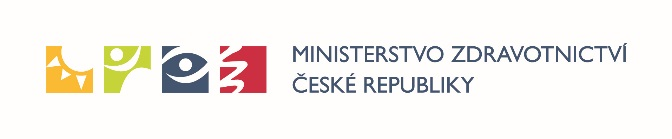 MINISTERSTVO ZDRAVOTNICTVÍ
ČESKÉ REPUBLIKY